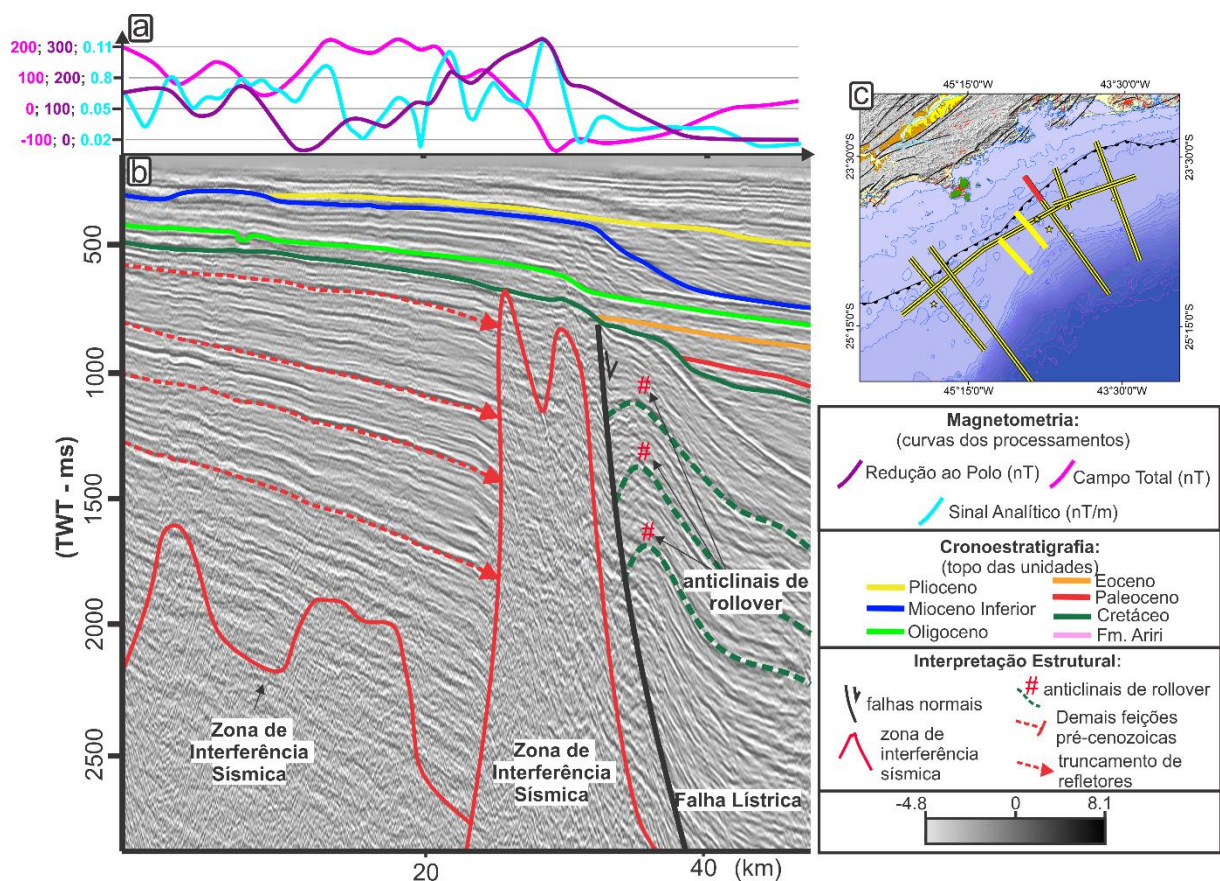 a
200; 300; 0.11
100; 200; 0.8
0; 100; 0.05
-100; 0; 0.02
b
500
1000
1500
2000
2500
(TWT - ms)
#
#
#
anticlinais de
rollover
Zona de
Interferência
Sísmica
Zona de
Interferência
Sísmica
Falha Lístrica
20
40
(km)
c
45°15'0"W
43°30'0"W
23°30'0"S
23°30'0"S
25°15'0"S
25°15'0"S
45°15'0"W
43°30'0"W
Magnetometria:
(curvas dos processamentos)
Redução ao Polo (nT)
Campo Total (nT)
Sinal Analítico (nT/m)
Cronoestratigrafia:
(topo das unidades)
Plioceno
Mioceno Inferior
Oligoceno
Eoceno
Paleoceno
Cretáceo
Fm. Ariri
Interpretação Estrutural:
falhas normais
zona de
interferência
sísmica
# anticlinais de rollover
Demais feições
pré-cenozoicas
truncamento de
refletores
-4.8
0
8.1